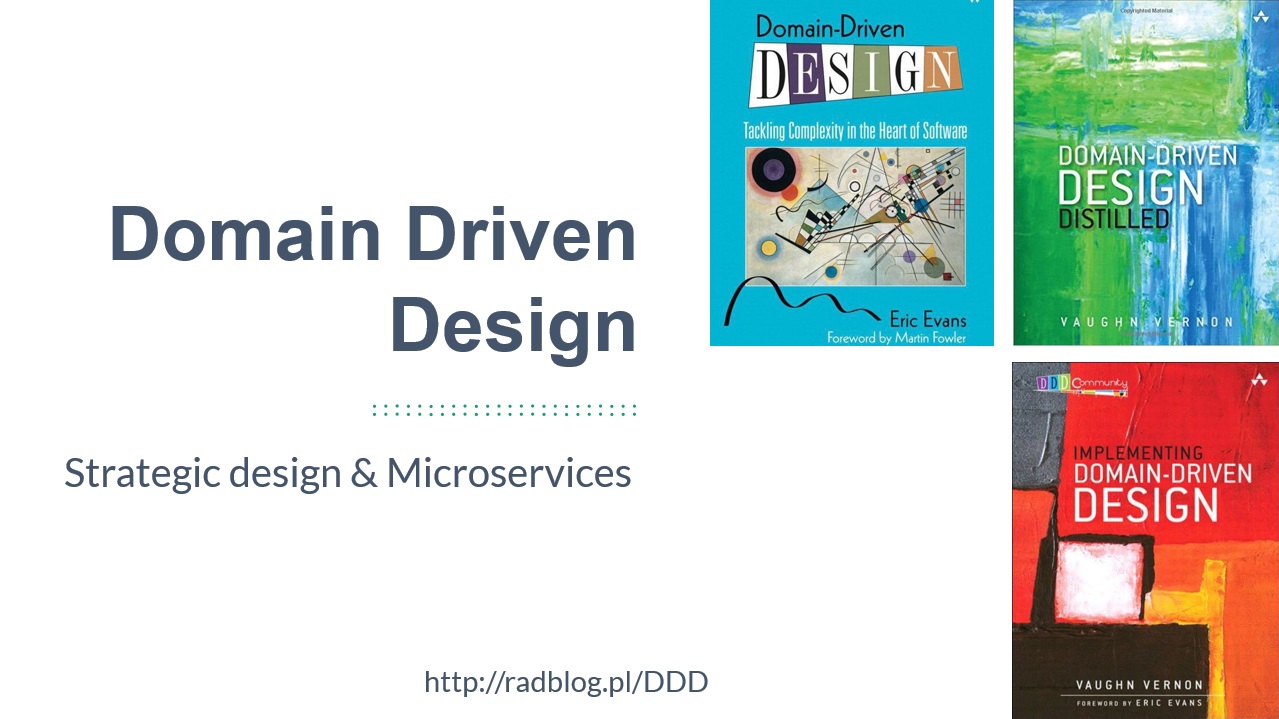 Domain Driven
Design
Strategic design & Microservices
http://radblog.pl/DDD
Domain-Driven
DESIGN
Tackling Complexity in the Heart of Software
Eric Evans
Foreword by Martin Fowler
Copyrighted Material
DOMAIN-DRIVEN
DESIGN
DISTILLED
VAUGHN VERNON
DDD Community
IMPLEMENTING
DOMAIN-DRIVEN
DESIGN
VAUGHN VERNON
FOREWORD BY ERIC EVANS